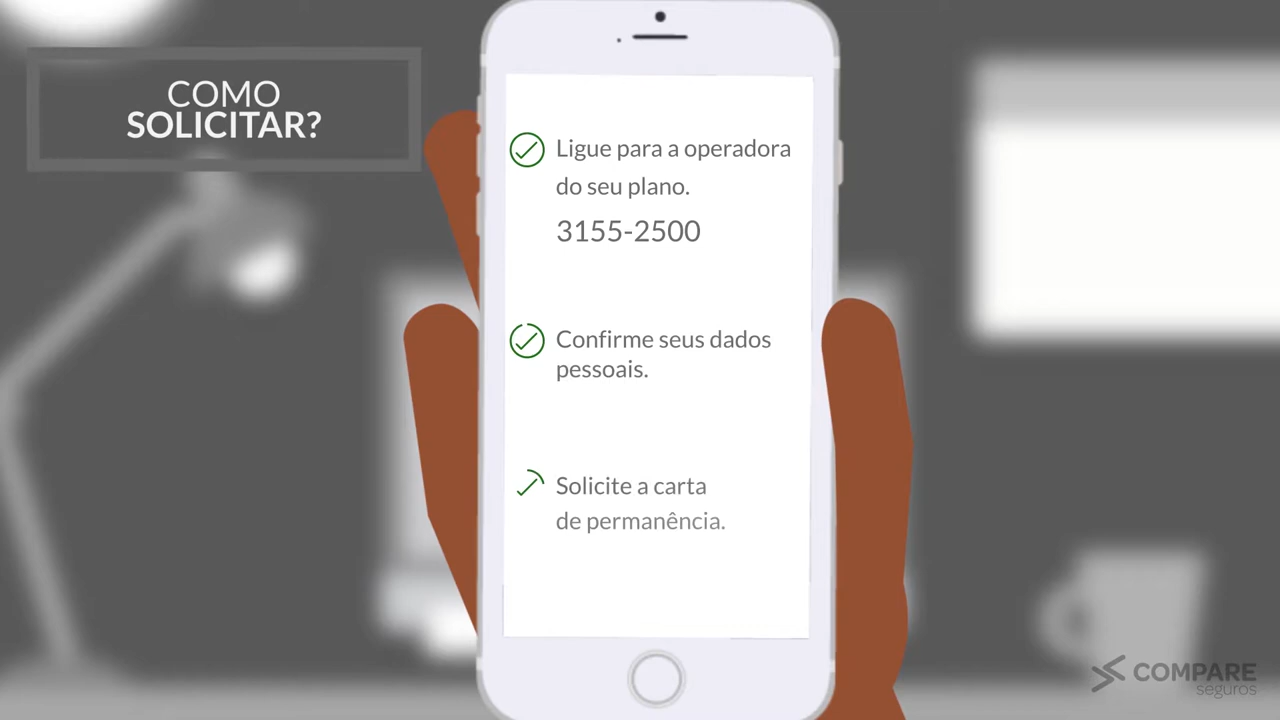 COMO
SOLICITAR?
Ligue para a operadora
do seu plano.
3155-2500
Confirme seus dados
pessoais.
Solicite a carta
de permanência.
COMPARE
seguros